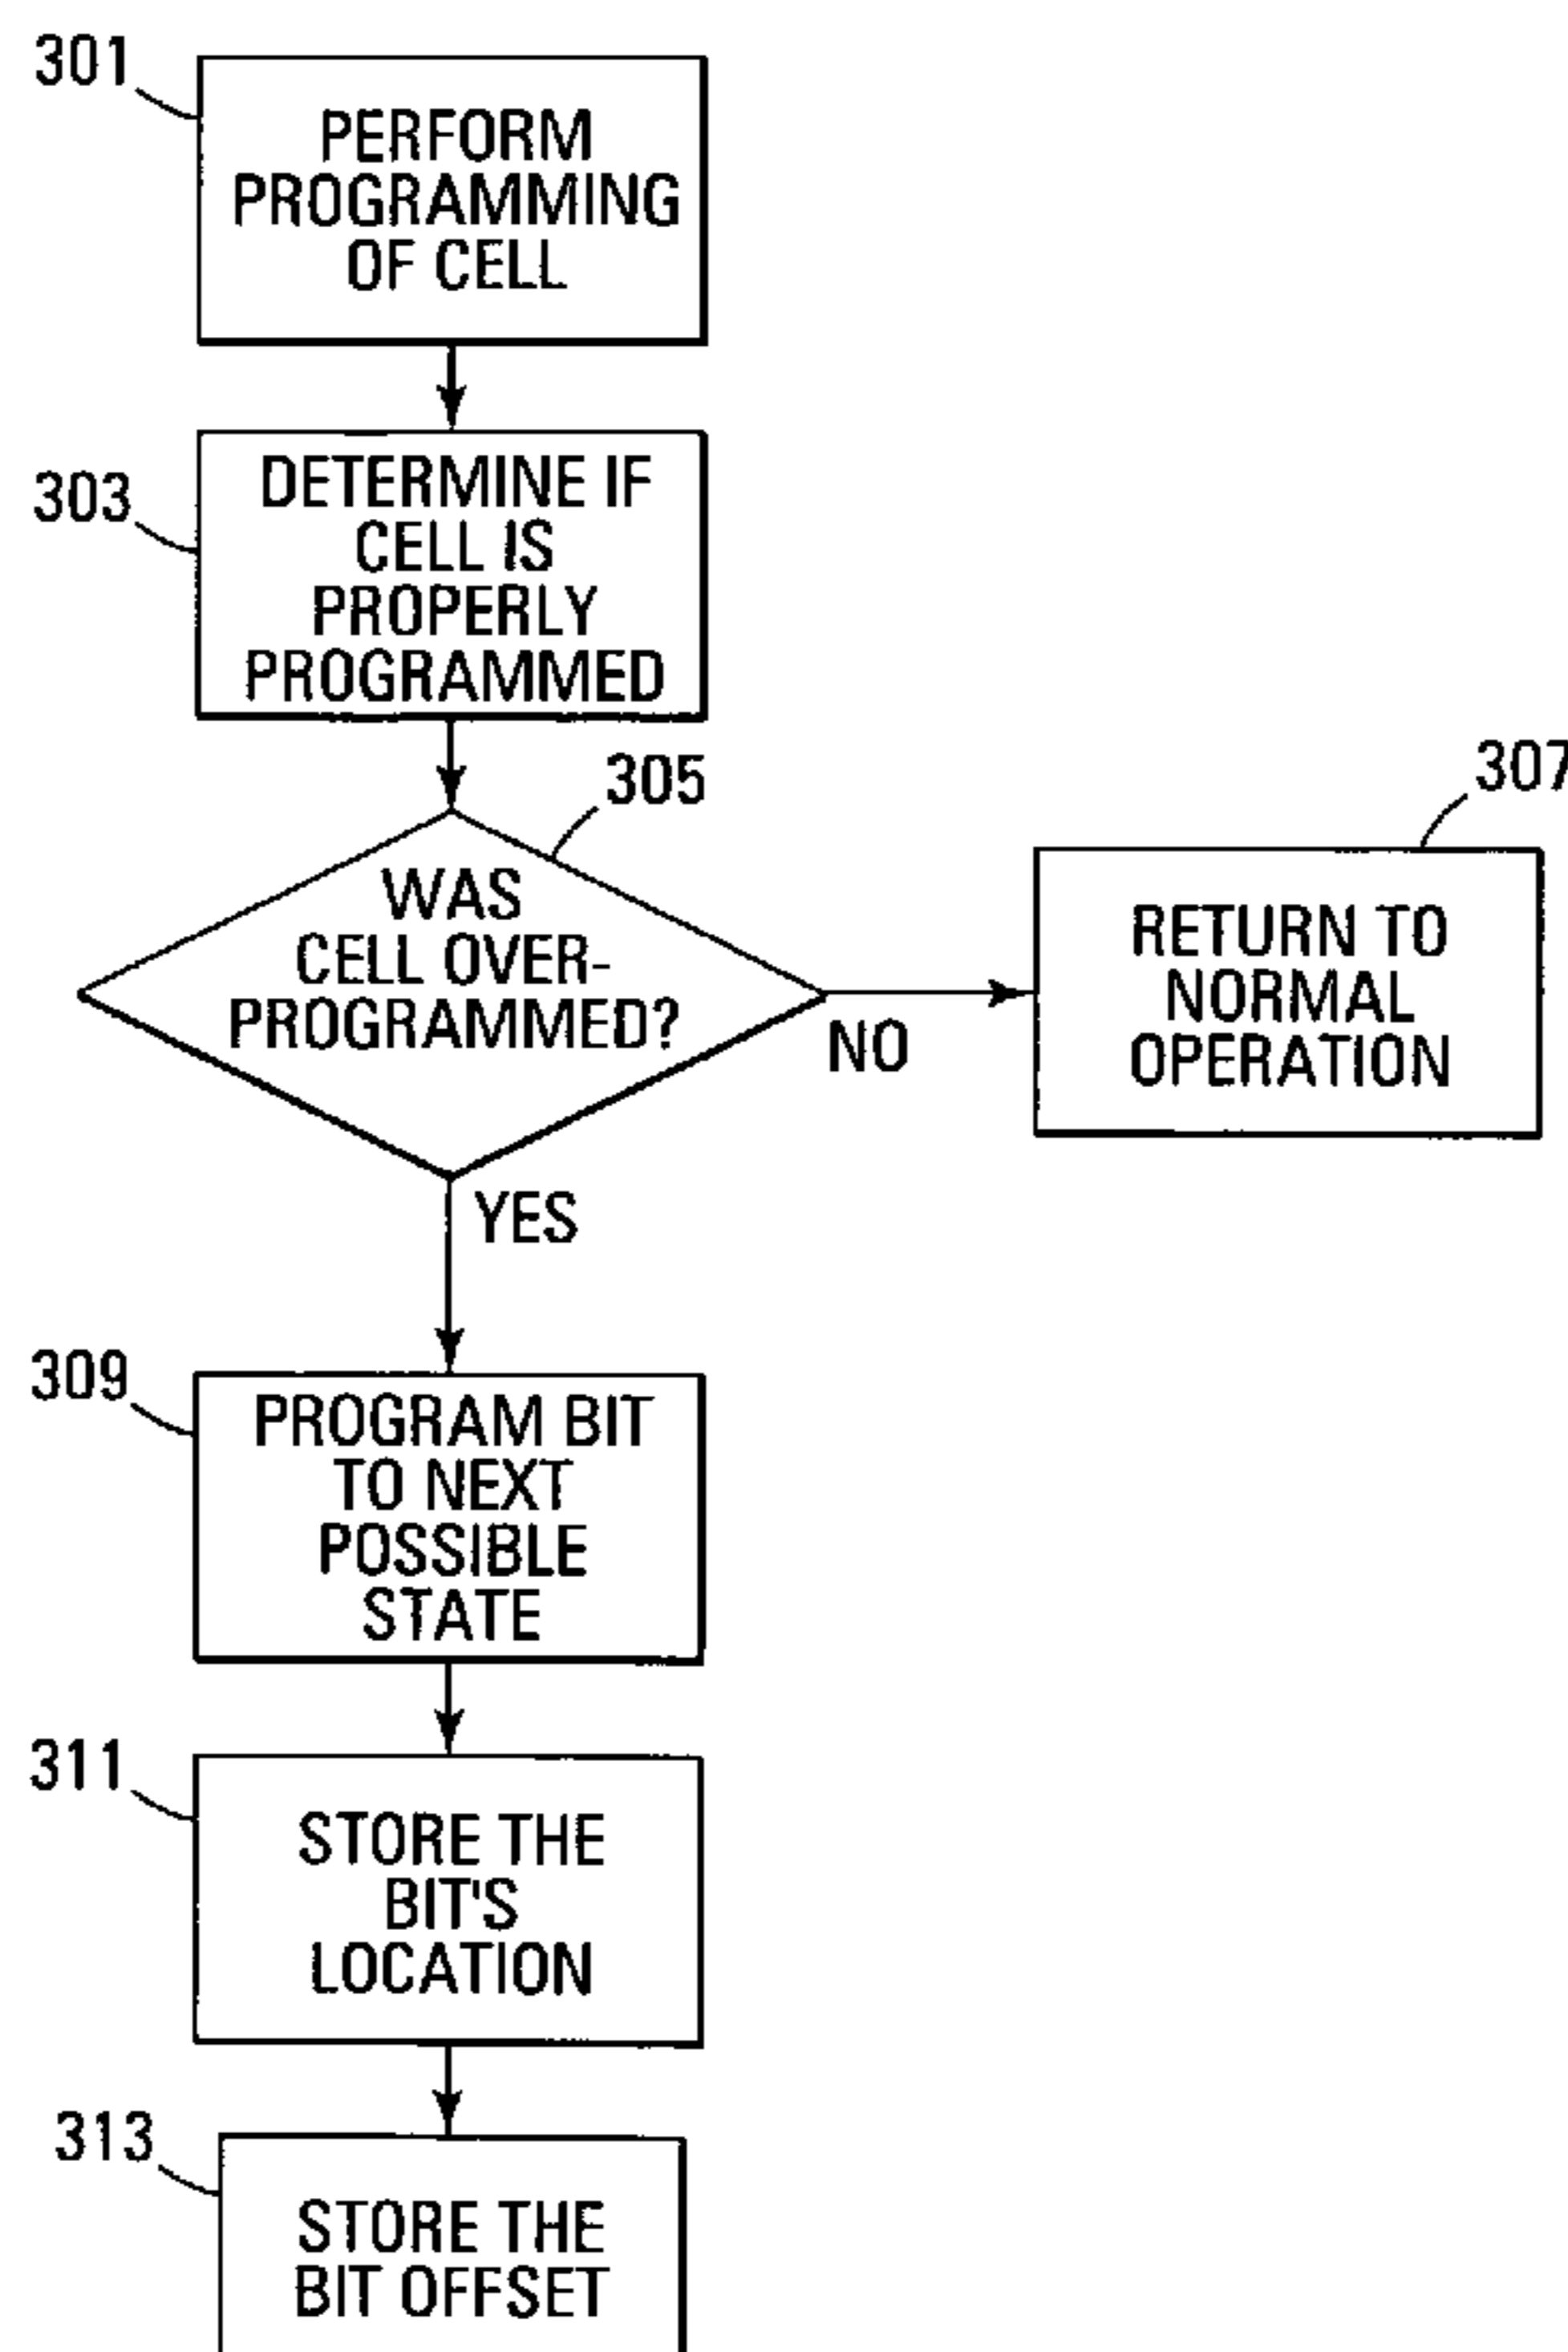 301
PERFORM
PROGRAMMING
OF CELL
303
DETERMINE IF
CELL IS
PROPERLY
PROGRAMMED
305
WAS
CELL OVER-
PROGRAMMED?
NO
307
RETURN TO
NORMAL
OPERATION
YES
309
PROGRAM BIT
TO NEXT
POSSIBLE
STATE
311
STORE THE
BIT'S
LOCATION
313
STORE THE
BIT OFFSET